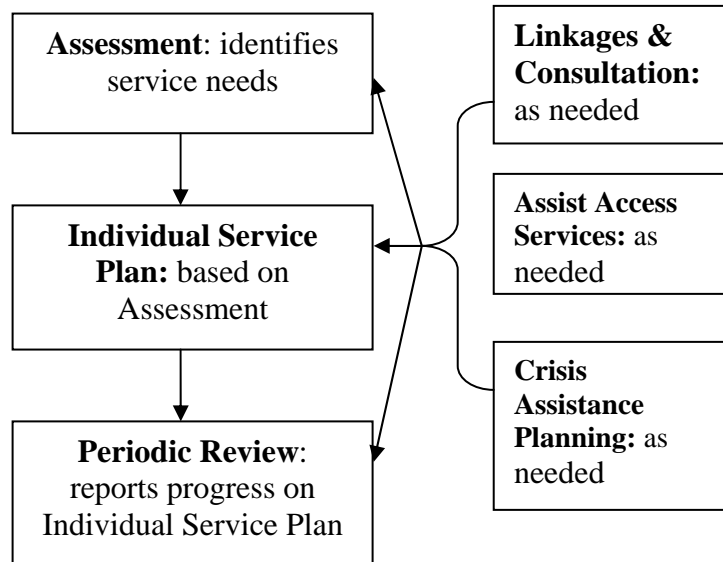 Assessment: identifies
service needs
Individual Service
Plan: based on
Assessment
Periodic Review:
reports progress on
Individual Service Plan
Linkages &
Consultation:
as needed
Assist Access
Services: as
needed
Crisis
Assistance
Planning: as
needed